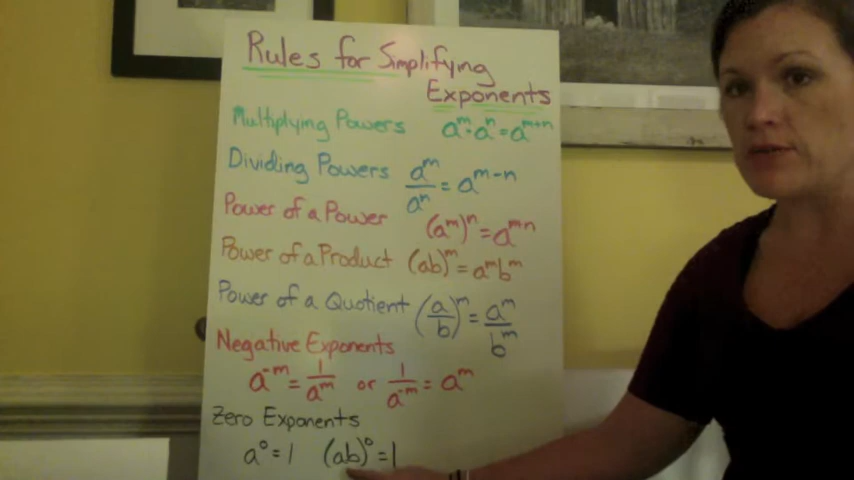 Rules for Simplifying
Exponents
Multiplying Powers a^m · a^n = a^(m+n)
Dividing Powers a^m/a^n = a^(m-n)
Power of a Power (a^m)^n = a^(mn)
Power of a Product (ab)^m = a^m b^m
Power of a Quotient (a/b)^m = a^m/b^m
Negative Exponents
a^(-m) = 1/a^m or 1/a^(-m) = a^m
Zero Exponents
a^0 = 1 (ab)^0 = 1